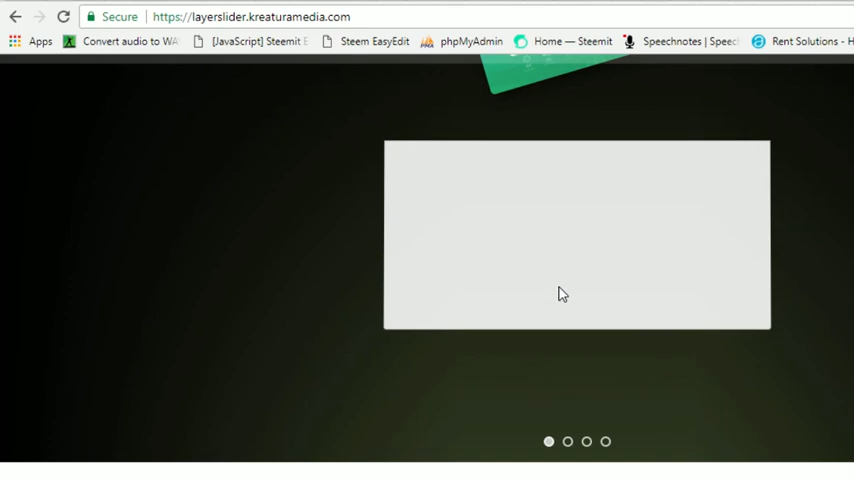 Secure https://layerslider.kreaturamedia.com
Apps Convert audio to WA [JavaScript] Steemit E Steem EasyEdit phpMyAdmin Home — Steemit Speechnotes | Speec Rent Solutions - H